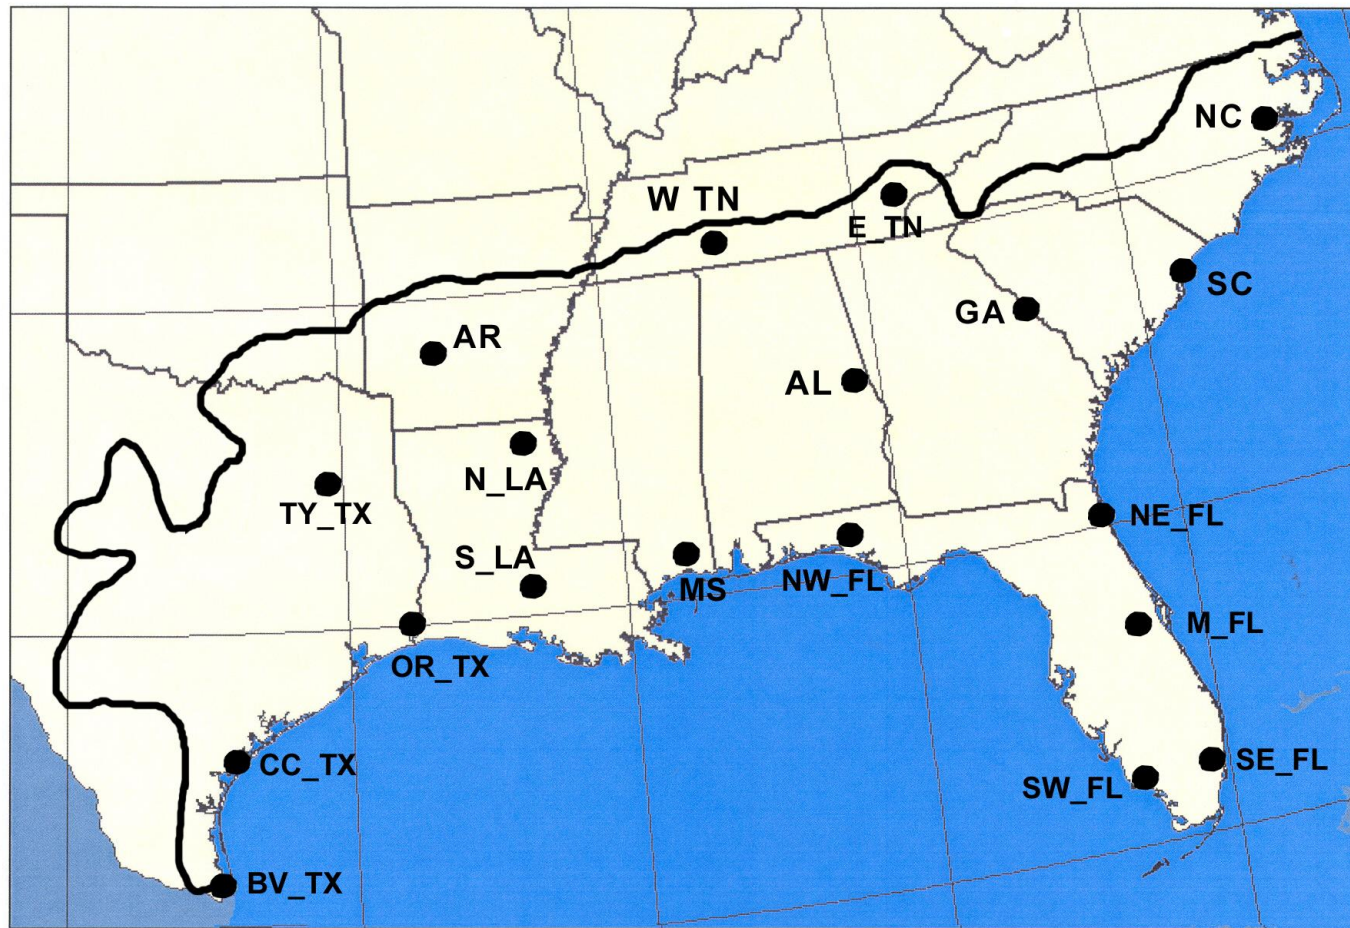 NC
W TN
E_TN
SC
GA
AR
AL
N_LA
TY_TX
NE_FL
S_LA
MS
NW_FL
M_FL
OR_TX
CC_TX
SE_FL
SW_FL
BV_TX